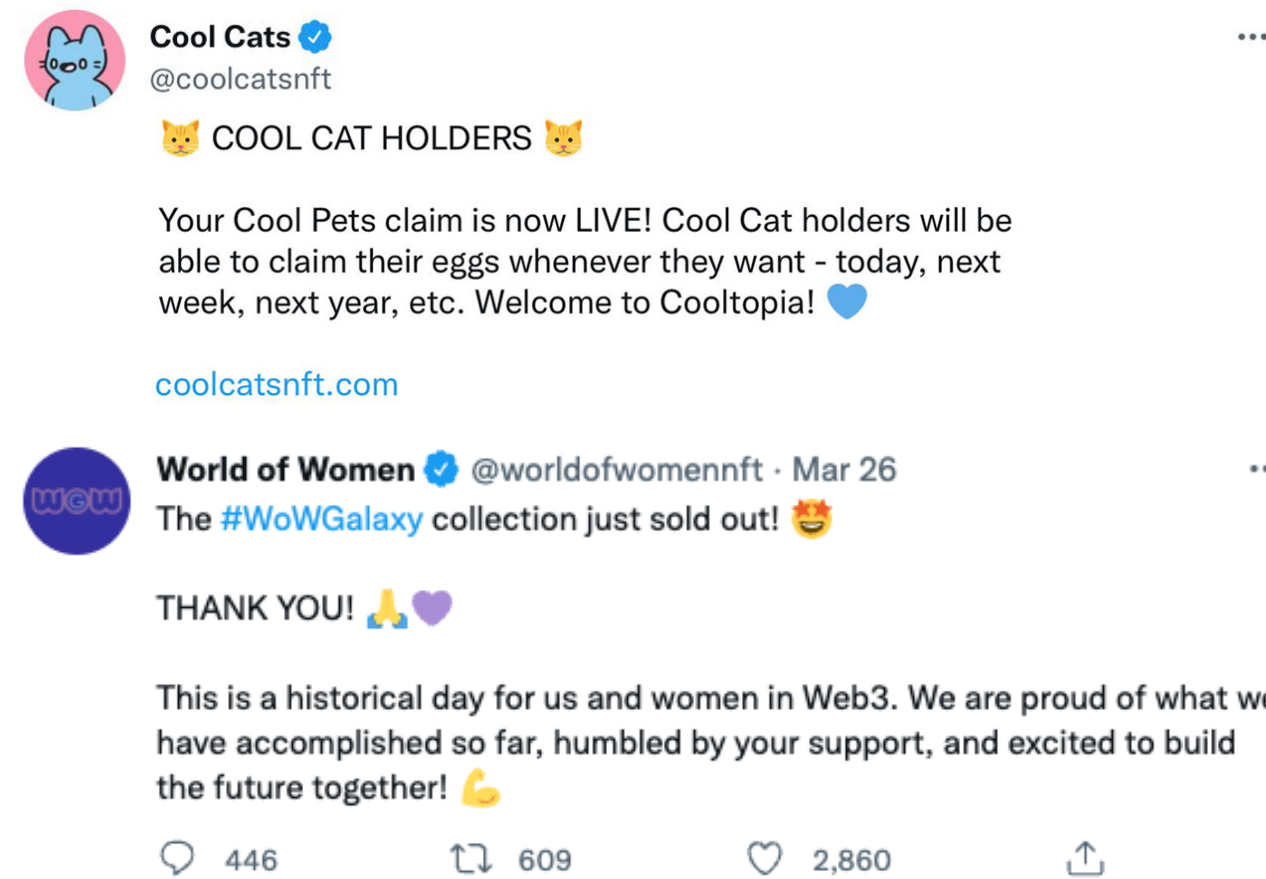 Cool Cats
@coolcatsnft
🐱 COOL CAT HOLDERS 🐱
Your Cool Pets claim is now LIVE! Cool Cat holders will be
able to claim their eggs whenever they want - today, next
week, next year, etc. Welcome to Cooltopia! 💙
coolcatsnft.com
WGW
World of Women @worldofwomennft · Mar 26
The #WoWGalaxy collection just sold out! 🤩
THANK YOU! 🙏💜
This is a historical day for us and women in Web3. We are proud of what we
have accomplished so far, humbled by your support, and excited to build
the future together! 💪
446 609 2,860